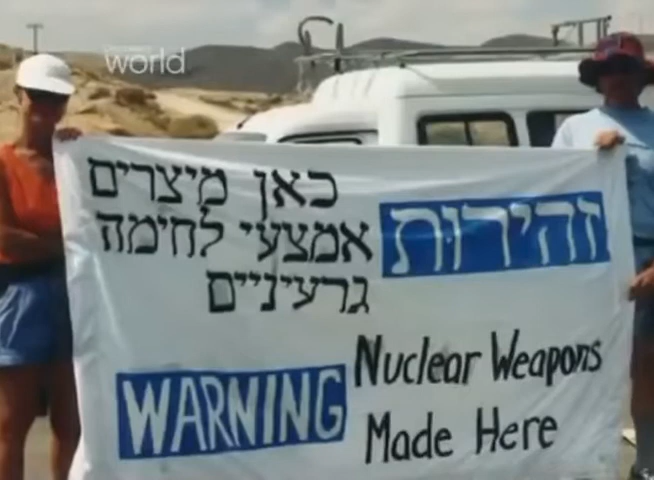 world
זהירות
כאן מיצרים
אמצעי לחימה
גרעיניים
WARNING
Nuclear Weapons
Made Here